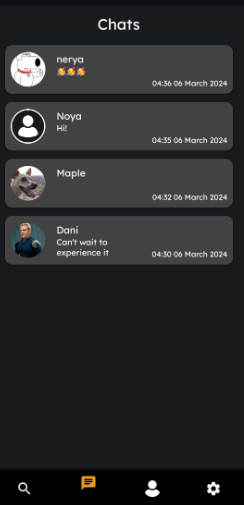 Chats
nerya
🥳🥳🥳
04:36 06 March 2024
Noya
Hi!
04:35 06 March 2024
Maple
04:32 06 March 2024
Dani
Can't wait to
experience it
04:30 06 March 2024